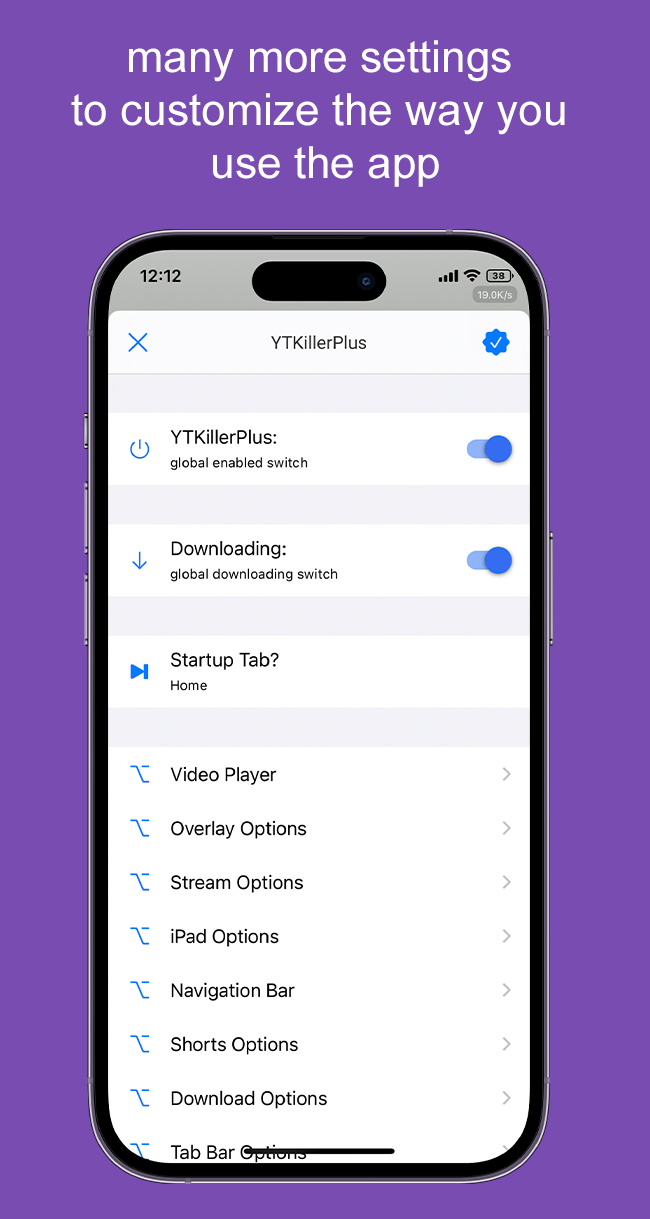 many more settings
to customize the way you
use the app
12:12
38
19.0K/s
YTKillerPlus
YTKillerPlus:
global enabled switch
Downloading:
global downloading switch
Startup Tab?
Home
Video Player
Overlay Options
Stream Options
iPad Options
Navigation Bar
Shorts Options
Download Options
Tab Bar Options